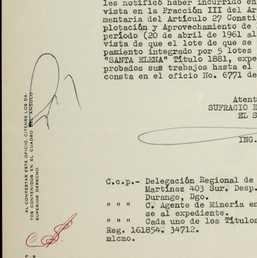 les notificó haber incurrido en
vista en la Fracción III del Ar
mentaria del Artículo 27 Consti
plotación y Aprovechamiento de
período (20 de abril de 1961 al
vista de que el lote de que se
pamiento integrado por 5 lotes
"SANTA ELENA" Título 1881, expe
probados sus trabajos hasta el
consta en el oficio No. 6771 de
Atent
SUFRAGIO E
EL S
ING.
C.c.p.- Delegación Regional de
Martínez 403 Sur. Desp.
Durango, Dgo.
" " C. Agente de Minería en
se al expediente.
" " Cada uno de los Títulos
Reg. 161854. 34712.
mlcmo.
AL CONTESTAR ESTE OFICIO, CITENSE LOS DA-
TOS CONTENIDOS EN EL CUADRO DEL ANGULO
SUPERIOR DERECHO.